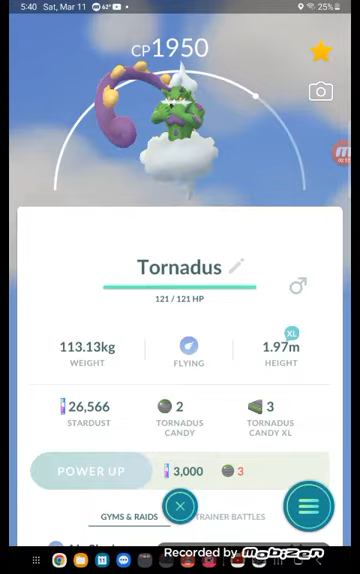 5:40 Sat, Mar 11 62° 25%
CP1950
Tornadus
121 / 121 HP
XL
113.13kg 1.97m
WEIGHT FLYING HEIGHT
26,566 2 3
STARDUST TORNADUS CANDY TORNADUS CANDY XL
POWER UP 3,000 3
GYMS & RAIDS TRAINER BATTLES
Recorded by Mobizen